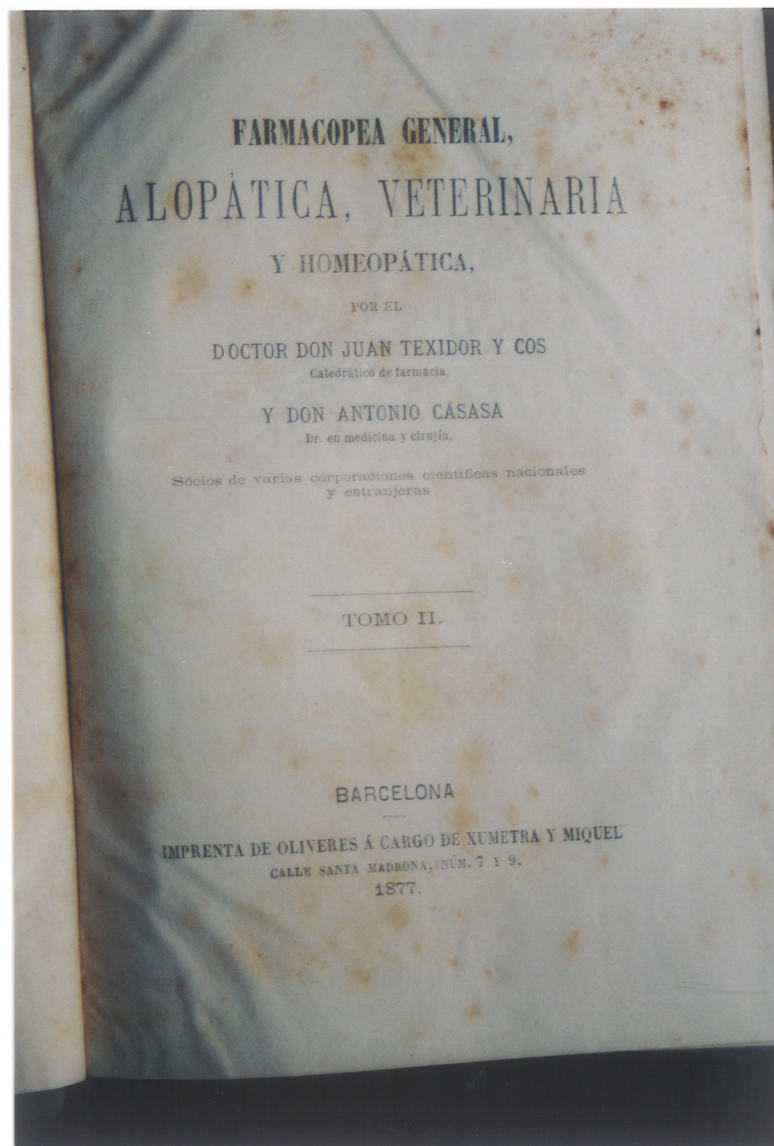 FARMACOPEA GENERAL,
ALOPÁTICA, VETERINARIA
Y HOMEOPÁTICA,
POR EL
DOCTOR DON JUAN TEXIDOR Y COS
Catedrático de farmácia,
Y DON ANTONIO CASASA
Dr. en medicina y cirujía,
Sócios de varias corporaciones científicas nacionales
y estranjeras
TOMO II.
BARCELONA
IMPRENTA DE OLIVERES Á CARGO DE XUMETRA Y MIQUEL
CALLE SANTA MADRONA, NÚM. 7 Y 9.
1877.